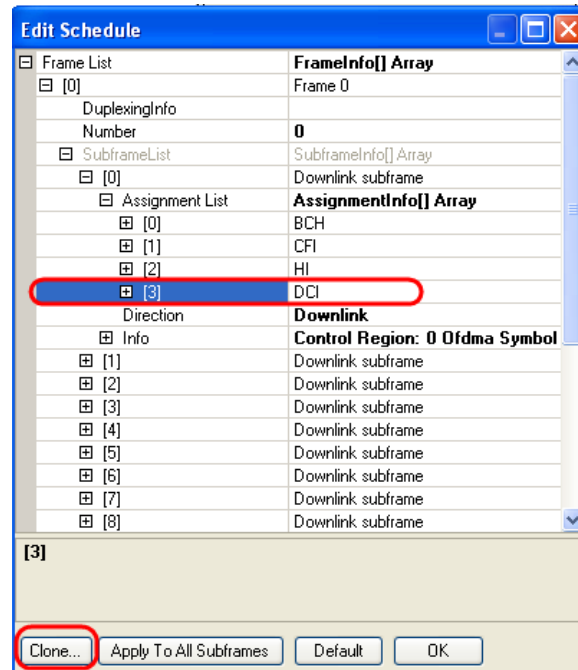 Edit Schedule
Frame List FrameInfo[] Array
[0] Frame 0
DuplexingInfo
Number 0
SubframeList SubframeInfo[] Array
[0] Downlink subframe
Assignment List AssignmentInfo[] Array
[0] BCH
[1] CFI
[2] HI
[3] DCI
Direction Downlink
Info Control Region: 0 Ofdma Symbol
[1] Downlink subframe
[2] Downlink subframe
[3] Downlink subframe
[4] Downlink subframe
[5] Downlink subframe
[6] Downlink subframe
[7] Downlink subframe
[8] Downlink subframe
[3]
Clone... Apply To All Subframes Default OK